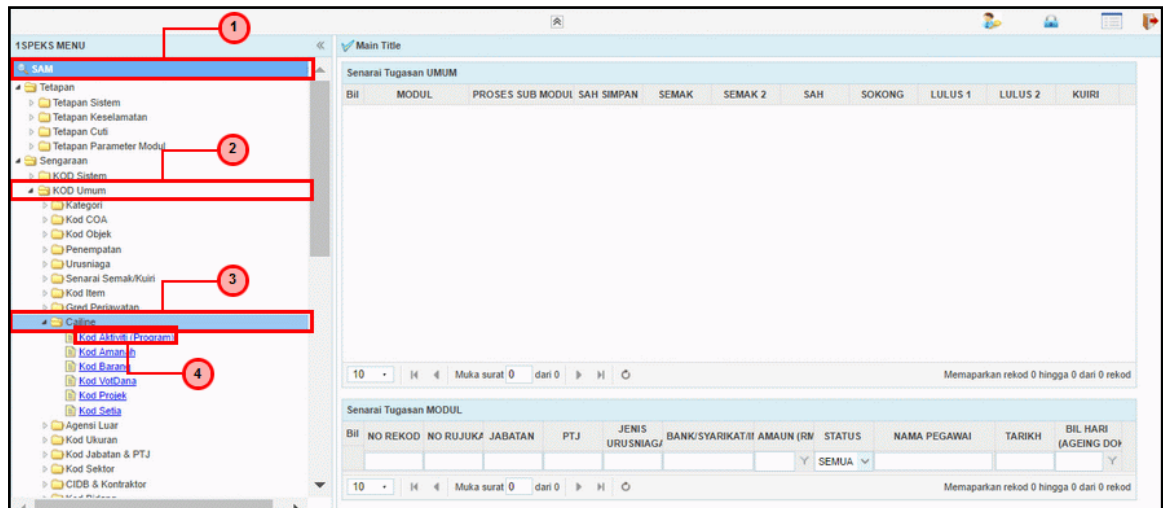 1
1SPEKS MENU
Main Title
SAM
Senarai Tugasan UMUM
Tetapan
Tetapan Sistem
Tetapan Keselamatan
Tetapan Cuti
Tetapan Parameter Modul
2
Sengaraan
KOD Sistem
KOD Umum
Kategori
Kod COA
Kod Objek
Penempatan
Urusniaga
Senarai Semak/Kuiri
3
Kod Item
Gred Perjawatan
Cailine
Kod Aktiviti (Program)
Kod Amanah
Kod Barang
4
Kod VotDana
Kod Projek
Kod Setia
Agensi Luar
Kod Ukuran
Kod Jabatan & PTJ
Kod Sektor
CIDB & Kontraktor
Kod Bidang
Bil MODUL PROSES SUB MODUL SAH SIMPAN SEMAK SEMAK 2 SAH SOKONG LULUS 1 LULUS 2 KUIRI
10 Muka surat 0 dari 0 Memaparkan rekod 0 hingga 0 dari 0 rekod
Senarai Tugasan MODUL
Bil NO REKOD NO RUJUKA JABATAN PTJ JENIS URUSNIAGA BANK/SYARIKAT/II AMAUN (RM STATUS NAMA PEGAWAI TARIKH BIL HARI (AGEING DOK
SEMUA
10 Muka surat 0 dari 0 Memaparkan rekod 0 hingga 0 dari 0 rekod